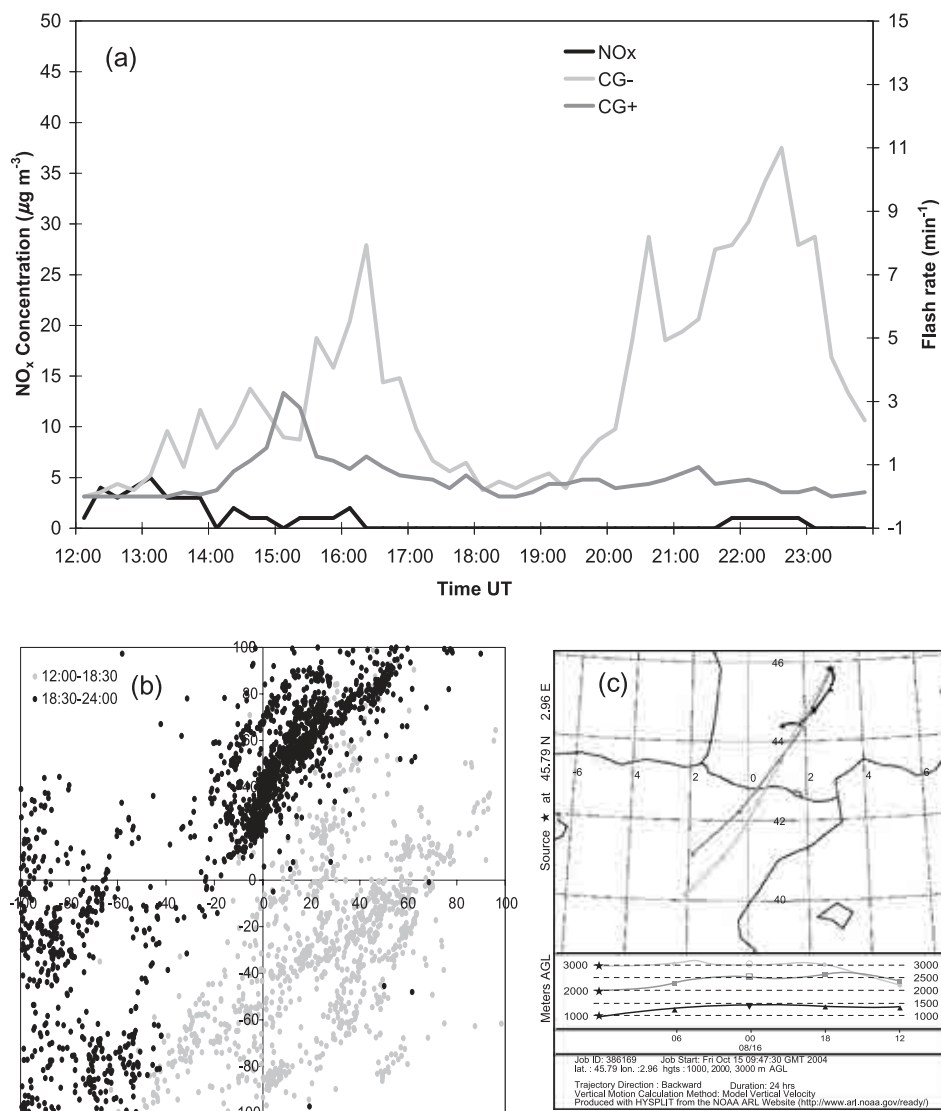 (a)
NOx
CG-
CG+
50
45
40
35
30
25
20
15
10
5
0
NOx Concentration (µg m-3)
15
13
11
9
7
5
3
1
-1
Flash rate (min-1)
12:00 13:00 14:00 15:00 16:00 17:00 18:00 19:00 20:00 21:00 22:00 23:00
Time UT
(b)
12:00-18:30
18:30-24:00
100
80
60
40
20
0
-20
-40
-60
-80
-100
-100 -80 -60 -40 -20 0 20 40 60 80 100
(c)
Source ★ at 45.79 N 2.96 E
46
44
-6 -4 -2 0 2 4 6
42
40
Meters AGL
3000
2000
1000
3000
2500
2000
1500
1000
06 00 18 12
08/16
Job ID: 386169 Job Start: Fri Oct 15 09:47:30 GMT 2004
lat. : 45.79 lon. :2.96 hgts : 1000, 2000, 3000 m AGL
Trajectory Direction : Backward Duration: 24 hrs
Vertical Motion Calculation Method: Model Vertical Velocity
Produced with HYSPLIT from the NOAA ARL Website (http://www.arl.noaa.gov/ready/)